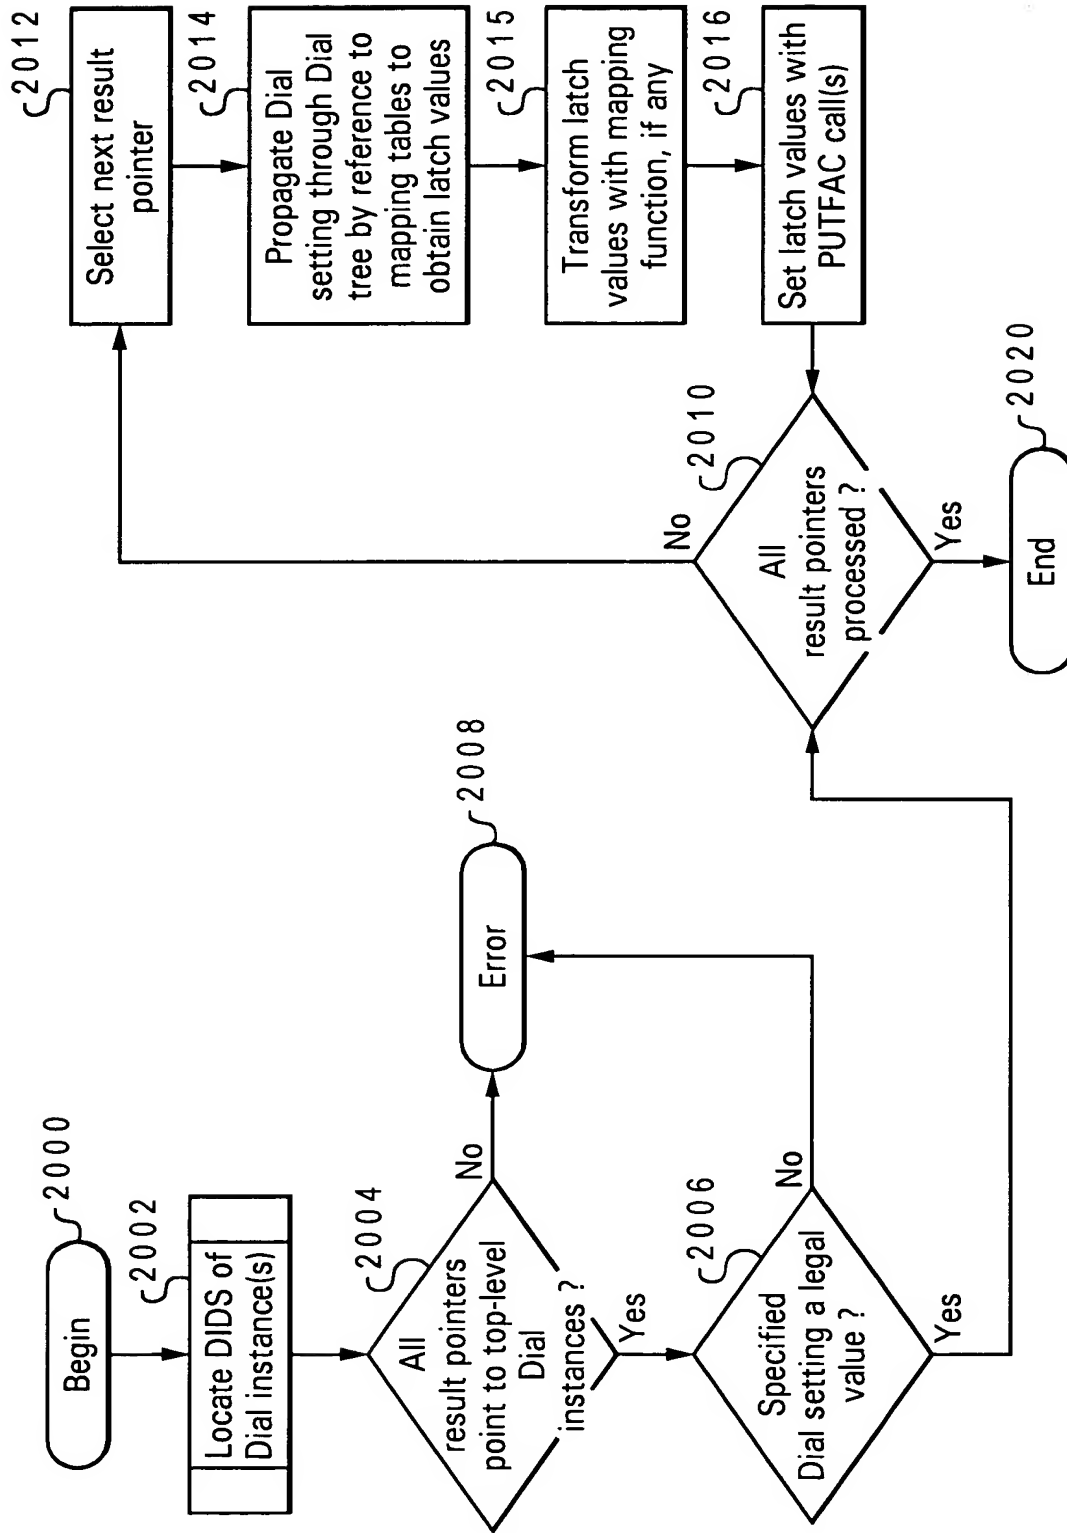 Begin
2000
Locate DIDS of
Dial instance(s)
2002
All
result pointers
point to top-level
Dial
instances ?
2004
No
Yes
Error
2008
Specified
Dial setting a legal
value ?
2006
No
Yes
All
result pointers
processed ?
2010
No
Yes
Select next result
pointer
2012
Propagate Dial
setting through Dial
tree by reference to
mapping tables to
obtain latch values
2014
Transform latch
values with mapping
function, if any
2015
Set latch values with
PUTFAC call(s)
2016
End
2020